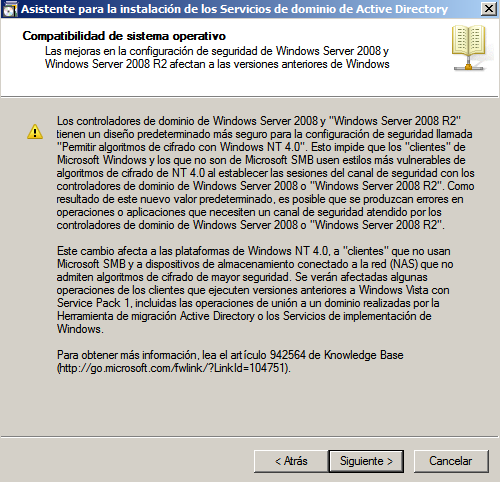 Asistente para la instalación de los Servicios de dominio de Active Directory
Compatibilidad de sistema operativo
Las mejoras en la configuración de seguridad de Windows Server 2008 y
Windows Server 2008 R2 afectan a las versiones anteriores de Windows
Los controladores de dominio de Windows Server 2008 y "Windows Server 2008 R2"
tienen un diseño predeterminado más seguro para la configuración de seguridad llamada
"Permitir algoritmos de cifrado con Windows NT 4.0". Esto impide que los "clientes" de
Microsoft Windows y los que no son de Microsoft SMB usen estilos más vulnerables de
algoritmos de cifrado de NT 4.0 al establecer las sesiones del canal de seguridad con los
controladores de dominio de Windows Server 2008 o "Windows Server 2008 R2". Como
resultado de este nuevo valor predeterminado, es posible que se produzcan errores en
operaciones o aplicaciones que necesiten un canal de seguridad atendido por los
controladores de dominio de Windows Server 2008 o "Windows Server 2008 R2".
Este cambio afecta a las plataformas de Windows NT 4.0, a "clientes" que no usan
Microsoft SMB y a dispositivos de almacenamiento conectado a la red (NAS) que no
admiten algoritmos de cifrado de mayor seguridad. Se verán afectadas algunas
operaciones de los clientes que ejecuten versiones anteriores a Windows Vista con
Service Pack 1, incluidas las operaciones de unión a un dominio realizadas por la
Herramienta de migración Active Directory o los Servicios de implementación de
Windows.
Para obtener más información, lea el artículo 942564 de Knowledge Base
(http://go.microsoft.com/fwlink/?LinkId=104751).
< Atrás
Siguiente >
Cancelar